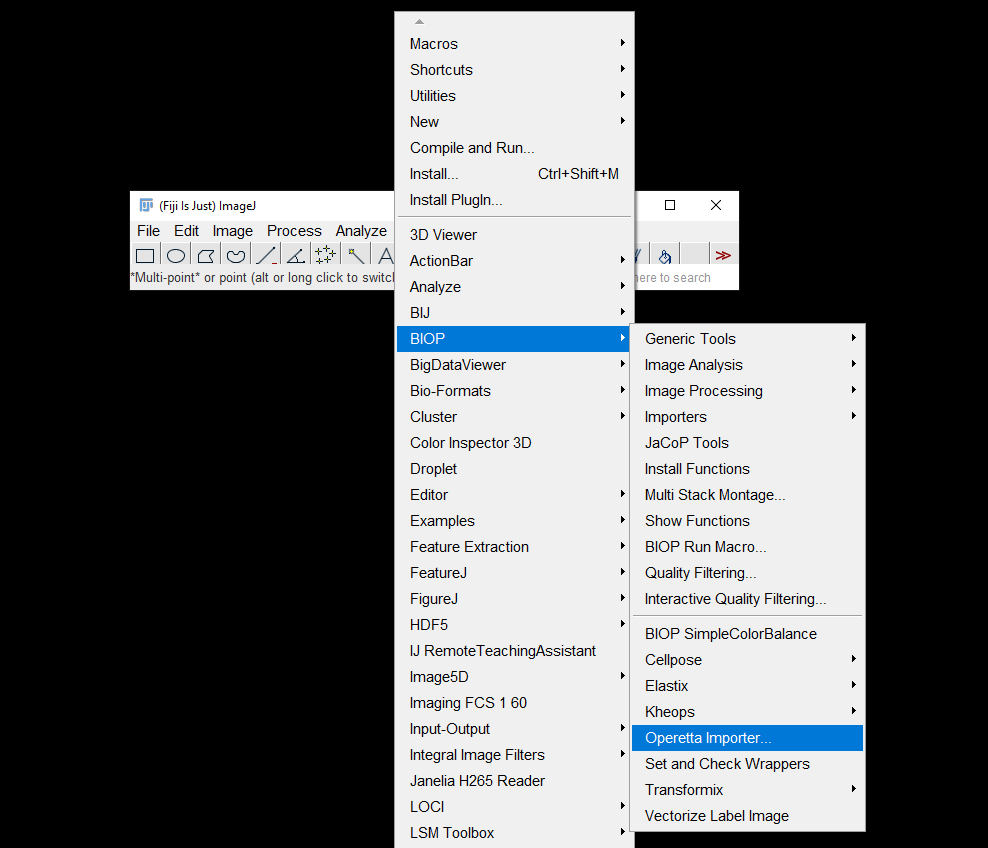 Macros
Shortcuts
Utilities
New
Compile and Run...
Install... Ctrl+Shift+M
Install PlugIn...
(Fiji Is Just) ImageJ
File Edit Image Process Analyze
*Multi-point* or point (alt or long click to switch
here to search
3D Viewer
ActionBar
Analyze
BIJ
BIOP
BigDataViewer
Bio-Formats
Cluster
Color Inspector 3D
Droplet
Editor
Examples
Feature Extraction
FeatureJ
FigureJ
HDF5
IJ RemoteTeachingAssistant
Image5D
Imaging FCS 1 60
Input-Output
Integral Image Filters
Janelia H265 Reader
LOCI
LSM Toolbox
Generic Tools
Image Analysis
Image Processing
Importers
JaCoP Tools
Install Functions
Multi Stack Montage...
Show Functions
BIOP Run Macro...
Quality Filtering...
Interactive Quality Filtering...
BIOP SimpleColorBalance
Cellpose
Elastix
Kheops
Operetta Importer...
Set and Check Wrappers
Transformix
Vectorize Label Image